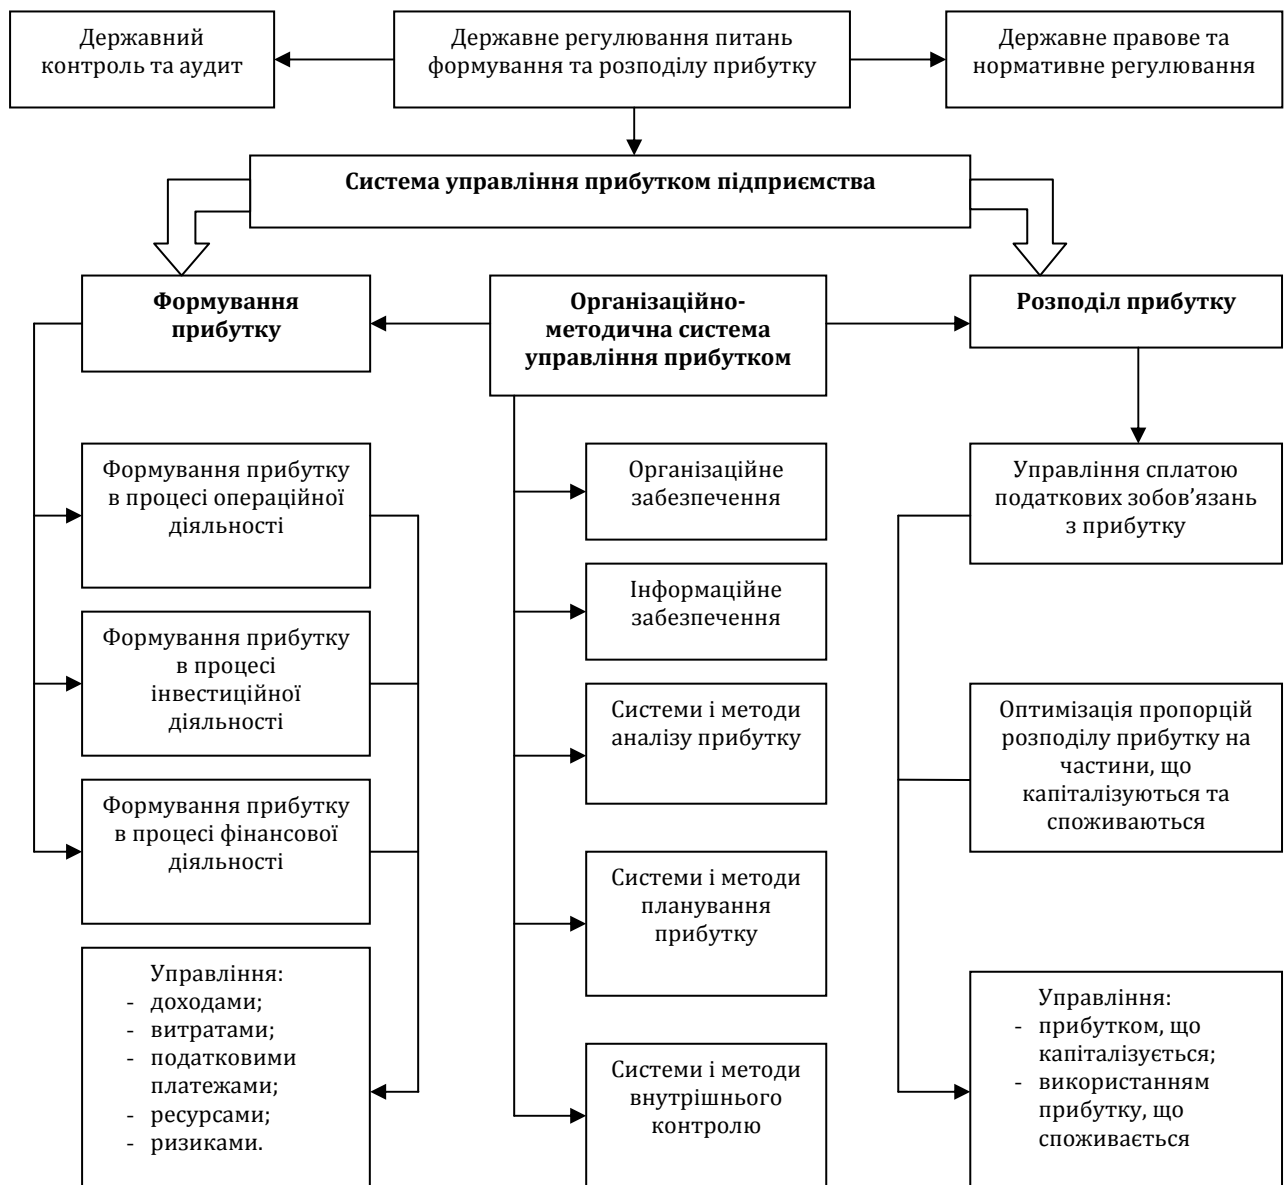 Державний
контроль та аудит
Державне регулювання питань
формування та розподілу прибутку
Державне правове та
нормативне регулювання
Система управління прибутком підприємства
Формування
прибутку
Організаційно-
методична система
управління прибутком
Розподіл прибутку
Формування прибутку
в процесі операційної
діяльності
Формування прибутку
в процесі
інвестиційної
діяльності
Формування прибутку
в процесі фінансової
діяльності
Управління:
- доходами;
- витратами;
- податковими
платежами;
- ресурсами;
- ризиками.
Організаційне
забезпечення
Інформаційне
забезпечення
Системи і методи
аналізу прибутку
Системи і методи
планування
прибутку
Системи і методи
внутрішнього
контролю
Управління сплатою
податкових зобов’язань
з прибутку
Оптимізація пропорцій
розподілу прибутку на
частини, що
капіталізуються та
споживаються
Управління:
- прибутком, що
капіталізується;
- використанням
прибутку, що
споживається